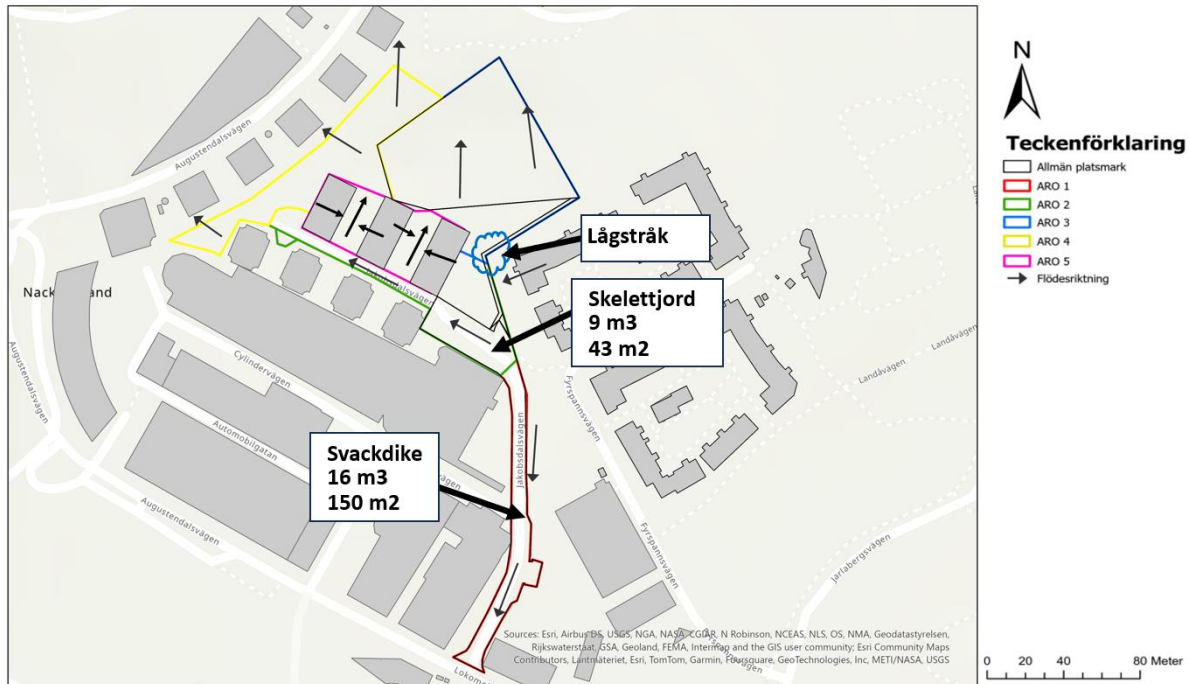 Augustendalsvägen
Lågstråk
Skelettjord
9 m3
43 m2
Svackdike
16 m3
150 m2
Jakobsdalsvägen
Cylindervägen
Automobilgatan
Augustendalsvägen
Augustendalsvägen
Fyrspannsvägen
Fyrspannsvägen
Landåvägen
Landåvägen
Jarlabergsvägen
Sources: Esri, Airbus DS, USGS, NGA, NASA, CGIAR, N Robinson, NCEAS, NLS, OS, NMA, Geodatastyrelsen,
Rijkswaterstaat, GSA, Geoland, FEMA, Intermap and the GIS user community; Esri Community Maps
Contributors, Lantmäteriet, Esri, TomTom, Garmin, Foursquare, GeoTechnologies, Inc, METI/NASA, USGS
N
Teckenförklaring
Allmän platsmark
ARO 1
ARO 2
ARO 3
ARO 4
ARO 5
Flödesriktning
0 20 40 80 Meter